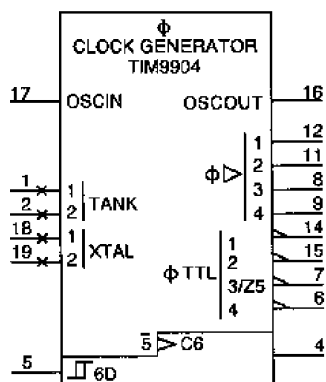 Φ
CLOCK GENERATOR
TIM9904
17 OSCIN OSCOUT 16
1 12
2 11
Φ▷ 3 8
4 9
1 1 TANK
2 2
18 1 XTAL
19 2
1 14
2 15
ΦTTL 3/Z5 7
4 6
5 C6 4
5 6D